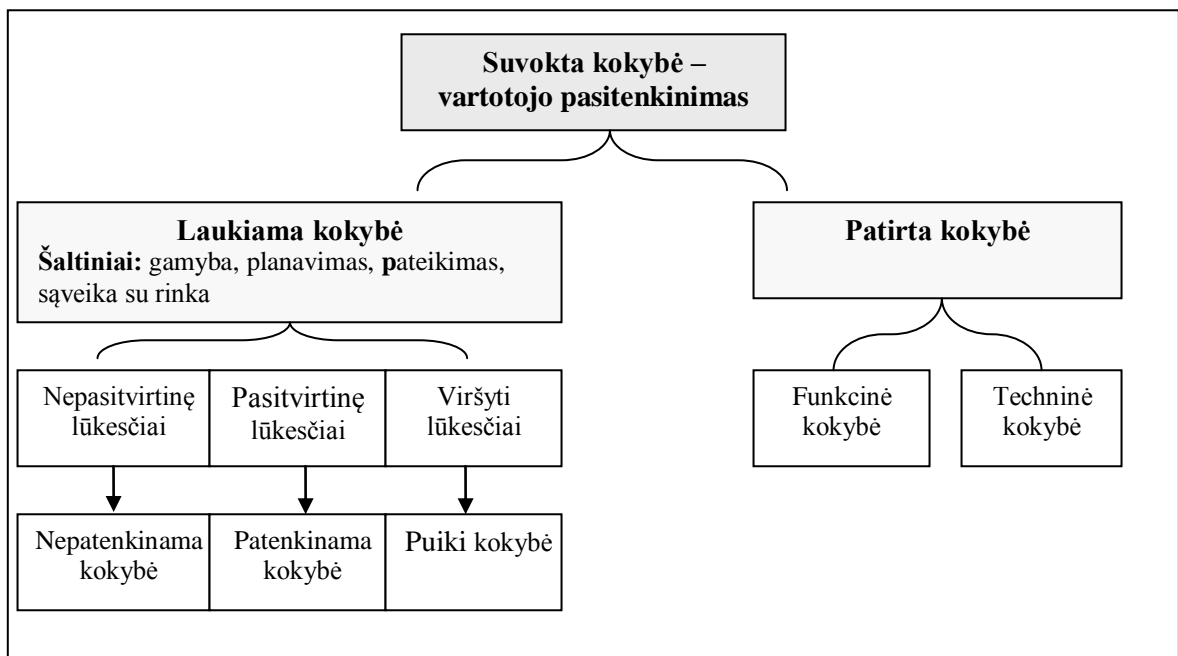 Suvokta kokybė –
vartotojo pasitenkinimas
Laukiama kokybė
Šaltiniai: gamyba, planavimas, pateikimas,
sąveika su rinka
Patirta kokybė
Nepasitvirtinę
lūkesčiai
Pasitvirtinę
lūkesčiai
Viršyti
lūkesčiai
Funkcinė
kokybė
Techninė
kokybė
Nepatenkinama
kokybė
Patenkinama
kokybė
Puiki kokybė